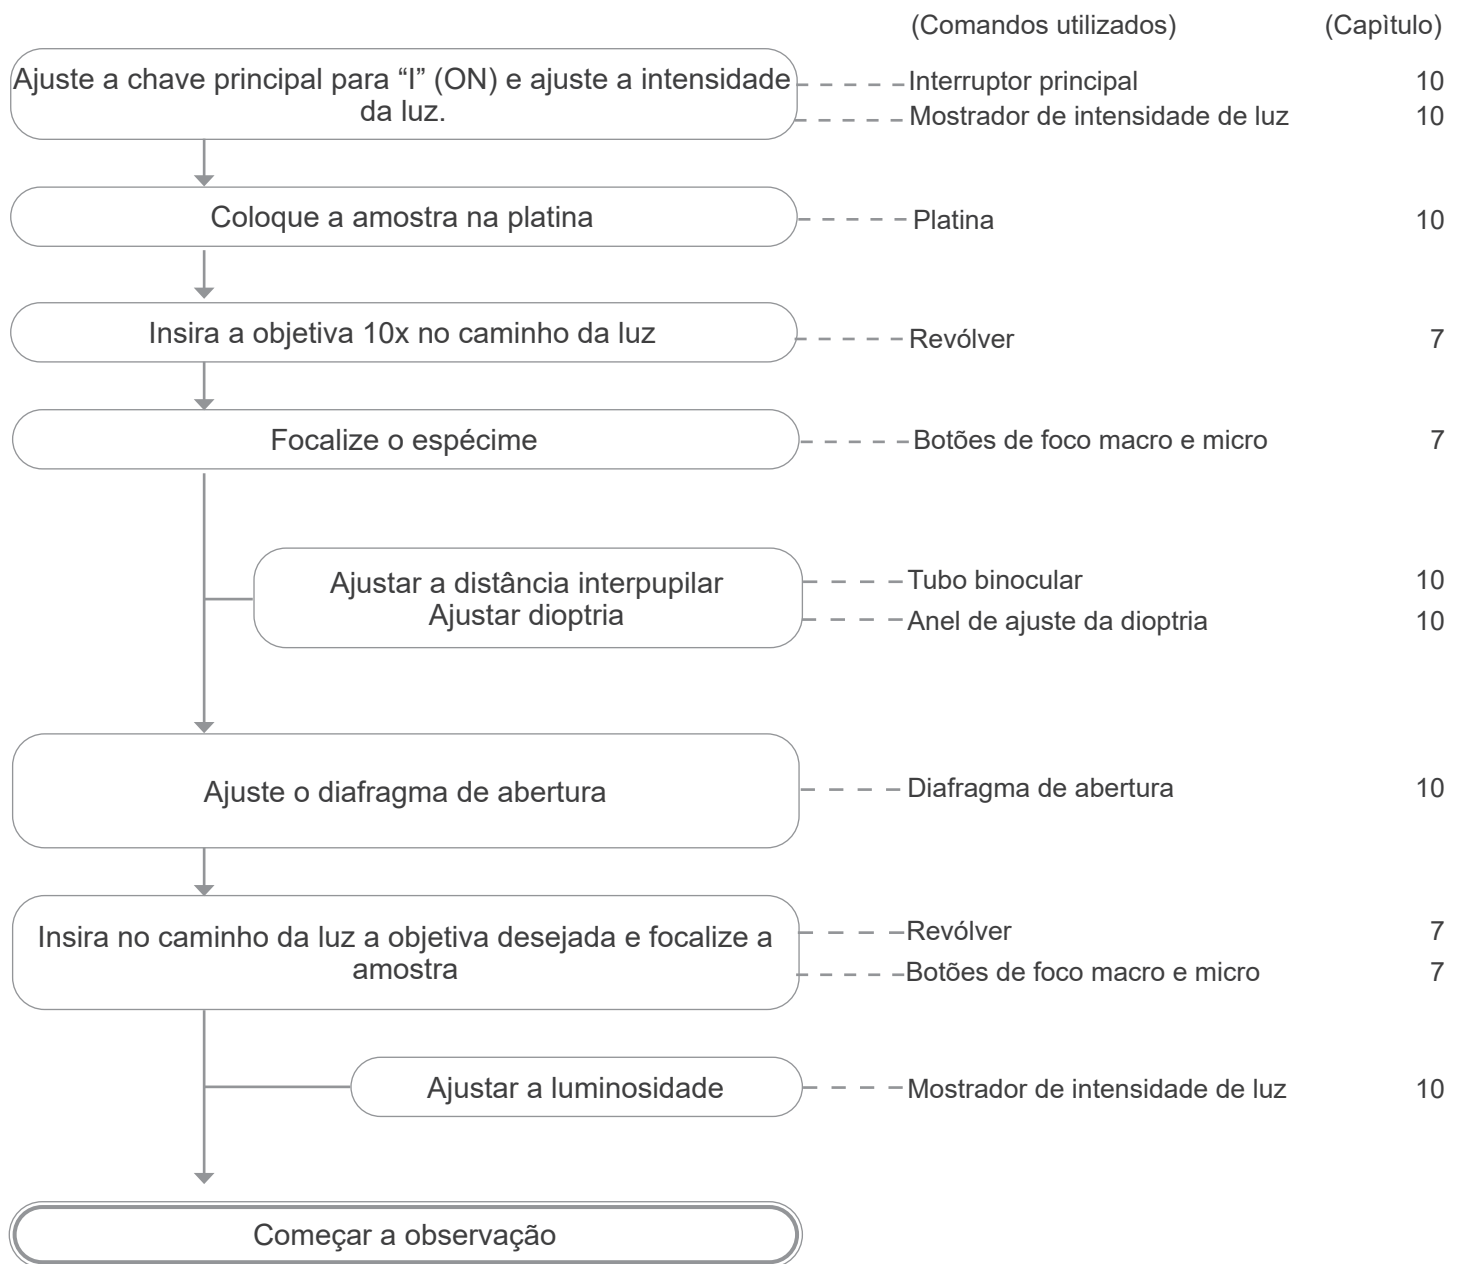 (Comandos utilizados) (Capìtulo)
Ajuste a chave principal para “I” (ON) e ajuste a intensidade
da luz.
Interruptor principal 10
Mostrador de intensidade de luz 10
Coloque a amostra na platina
Platina 10
Insira a objetiva 10x no caminho da luz
Revólver 7
Focalize o espécime
Botões de foco macro e micro 7
Ajustar a distância interpupilar
Ajustar dioptria
Tubo binocular 10
Anel de ajuste da dioptria 10
Ajuste o diafragma de abertura
Diafragma de abertura 10
Insira no caminho da luz a objetiva desejada e focalize a
amostra
Revólver 7
Botões de foco macro e micro 7
Ajustar a luminosidade
Mostrador de intensidade de luz 10
Começar a observação